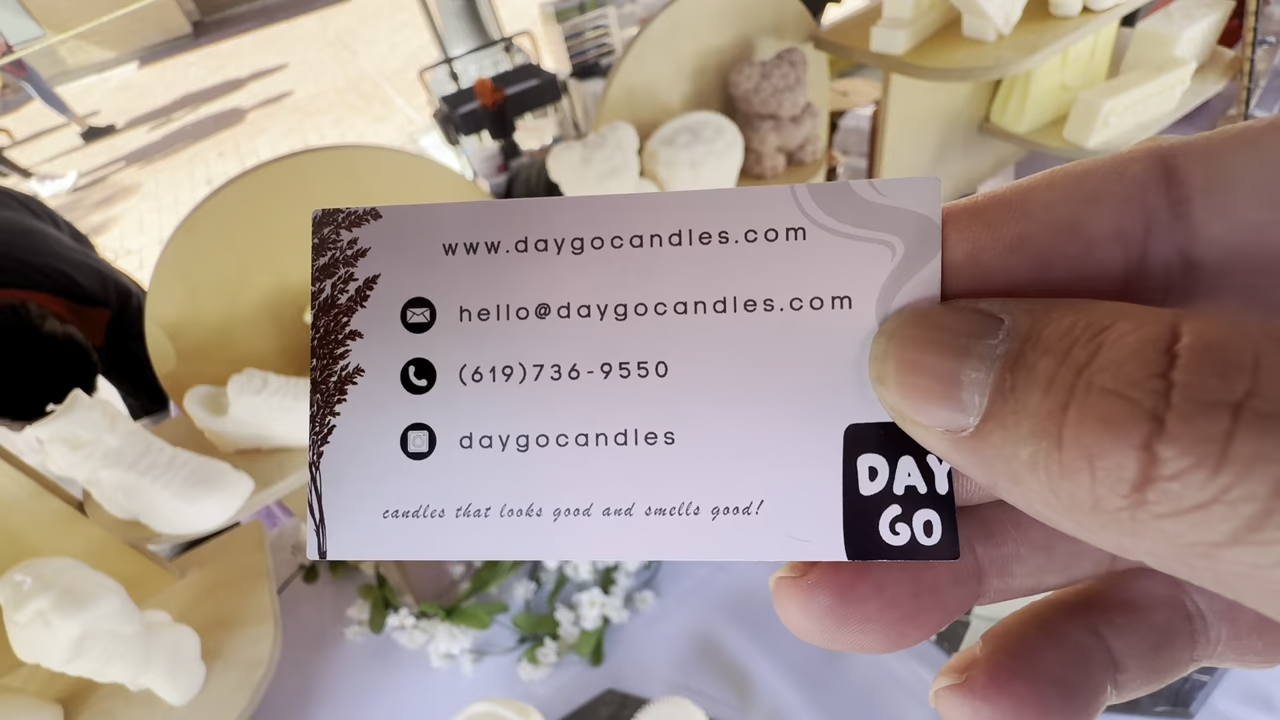 www.daygocandles.com
hello@daygocandles.com
(619)736-9550
daygocandles
candles that looks good and smells good!
DAY
GO